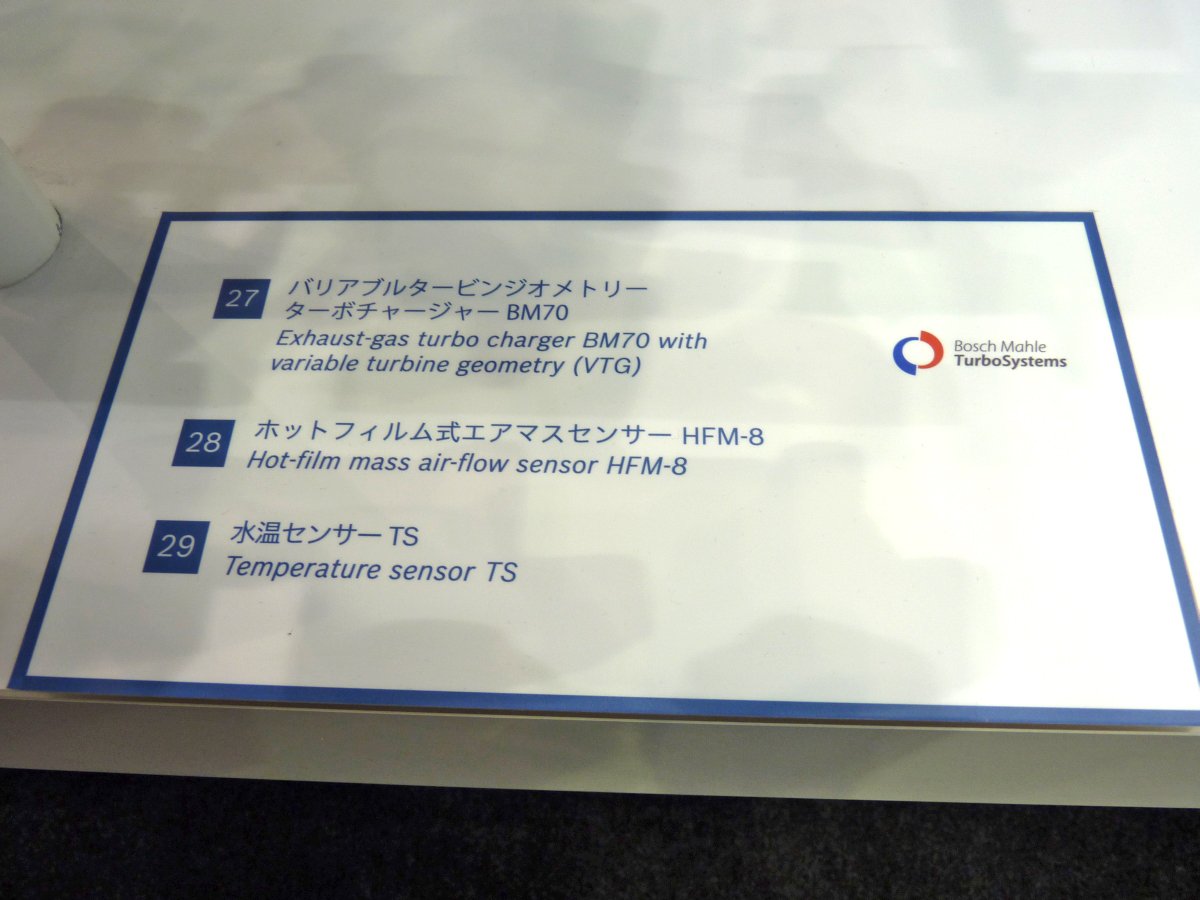 27
バリアブルタービンジオメトリー
ターボチャージャー BM70
Exhaust-gas turbo charger BM70 with
variable turbine geometry (VTG)
Bosch Mahle
TurboSystems
28
ホットフィルム式エアマスセンサー HFM-8
Hot-film mass air-flow sensor HFM-8
29
水温センサー TS
Temperature sensor TS